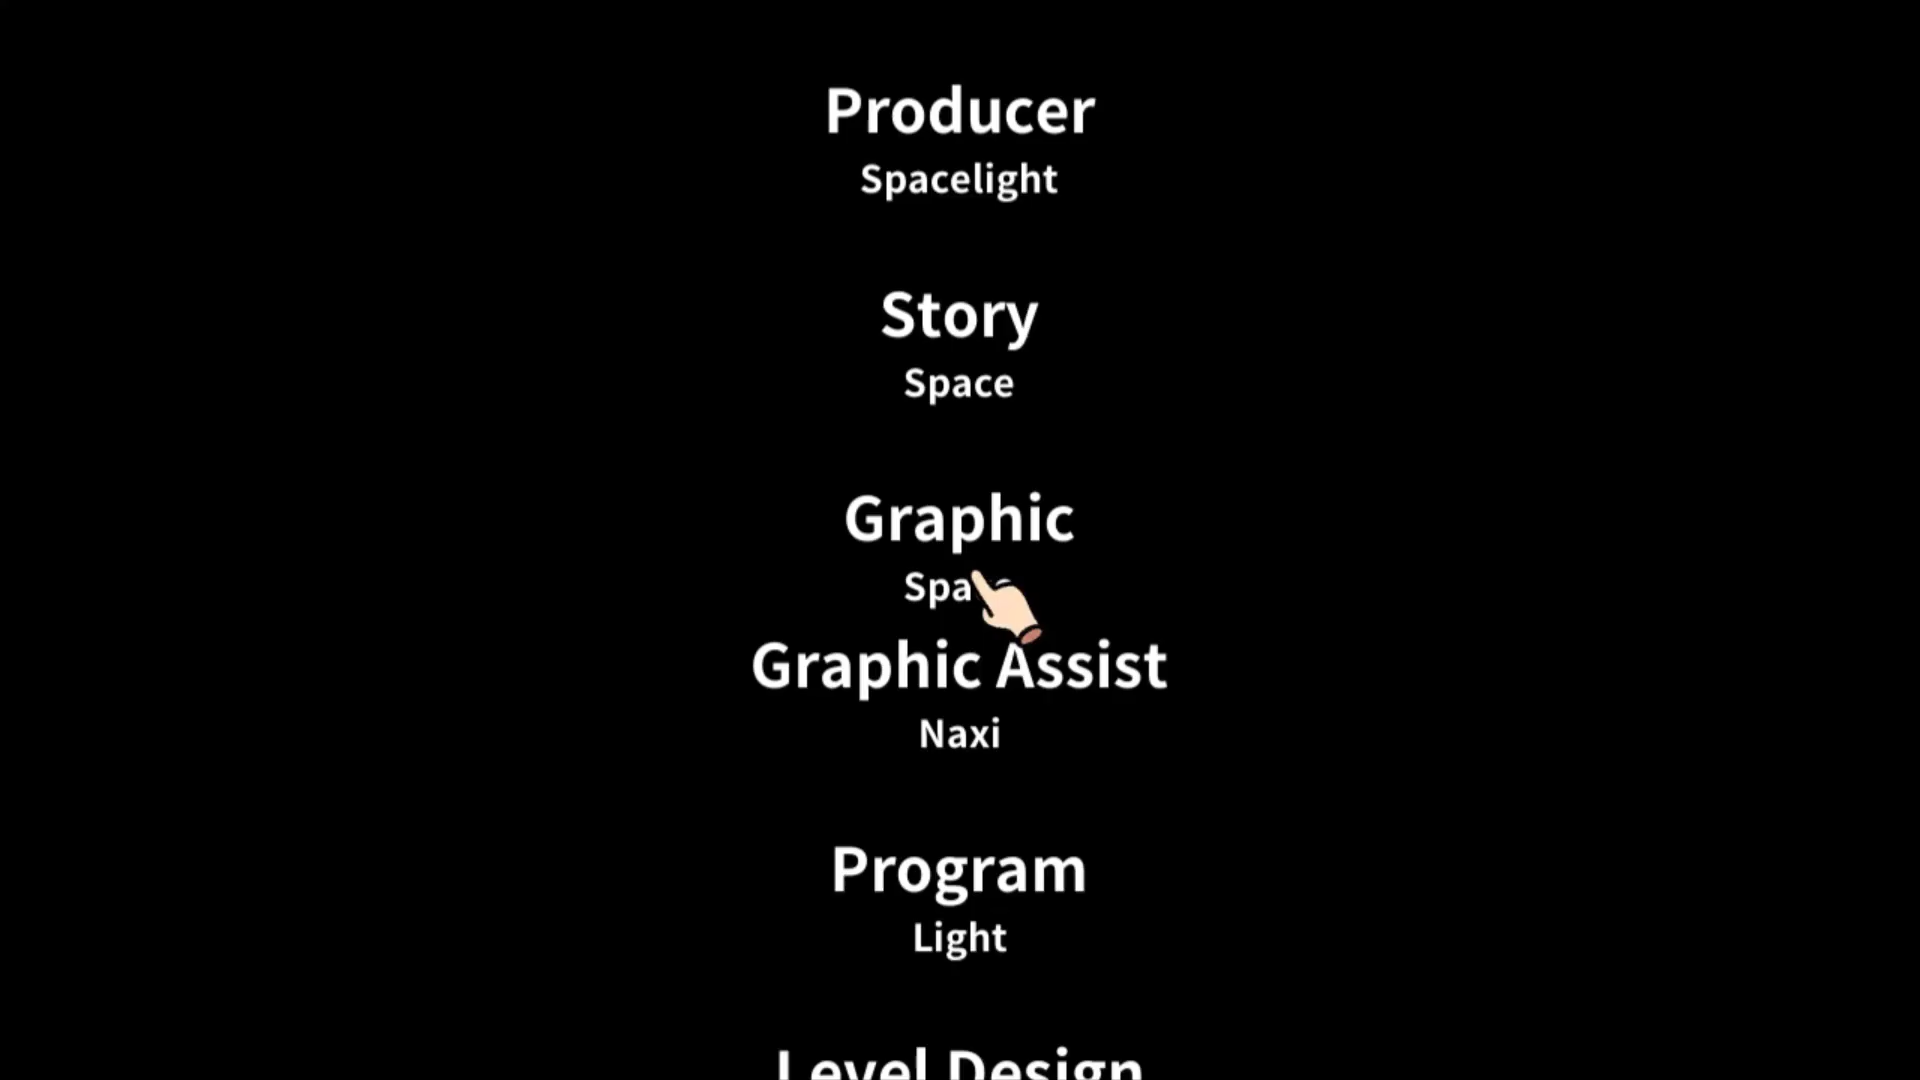 Producer
Spacelight
Story
Space
Graphic
Spa
Graphic Assist
Naxi
Program
Light
Level Design